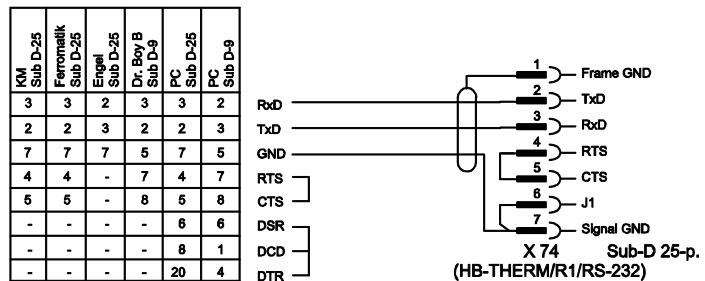 KM Sub D-25
Ferromatik Sub D-25
Engel Sub D-25
Dr. Boy B Sub D-9
PC Sub D-25
PC Sub D-9
3 3 2 3 3 2 RxD
2 2 3 2 2 3 TxD
7 7 7 5 7 5 GND
4 4 - 7 4 7 RTS
5 5 - 8 5 8 CTS
- - - - 6 6 DSR
- - - - 8 1 DCD
- - - - 20 4 DTR
1 Frame GND
2 TxD
3 RxD
4 RTS
5 CTS
6 J1
7 Signal GND
X 74 Sub-D 25-p.
(HB-THERM/R1/RS-232)